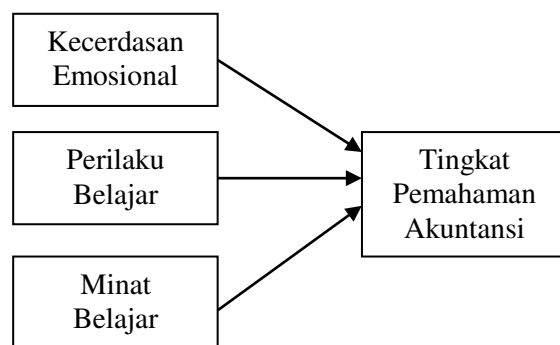 Kecerdasan
Emosional
Perilaku
Belajar
Minat
Belajar
Tingkat
Pemahaman
Akuntansi